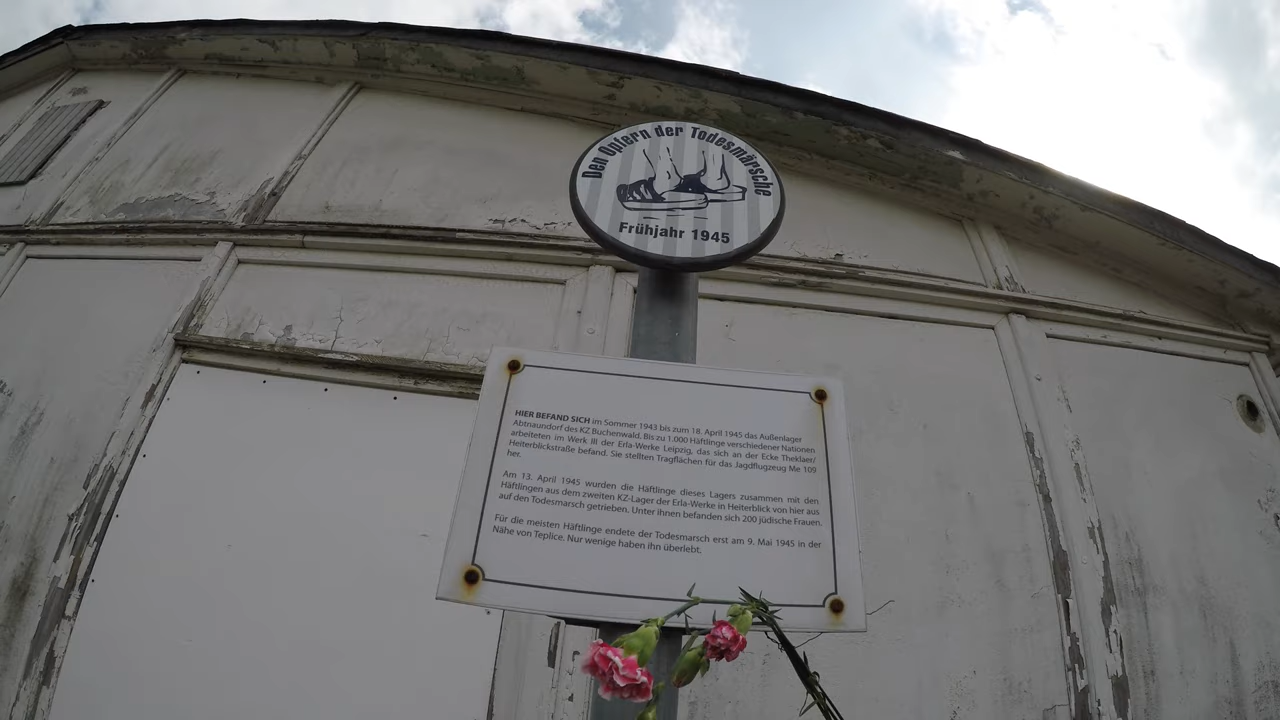 Den Opfern der Todesmärsche
Frühjahr 1945
HIER BEFAND SICH im Sommer 1943 bis zum 18. April 1945 das Außenlager
Abtnaundorf des KZ Buchenwald. Bis zu 1.000 Häftlinge verschiedener Nationen
arbeiteten im Werk III der Erla-Werke Leipzig, das sich an der Ecke Theklaer/
Heiterblickstraße befand. Sie stellten Tragflächen für das Jagdflugzeug Me 109
her.
Am 13. April 1945 wurden die Häftlinge dieses Lagers zusammen mit den
Häftlingen aus dem zweiten KZ-Lager der Erla-Werke in Heiterblick von hier aus
auf den Todesmarsch getrieben. Unter ihnen befanden sich 200 jüdische Frauen.
Für die meisten Häftlinge endete der Todesmarsch erst am 9. Mai 1945 in der
Nähe von Teplice. Nur wenige haben ihn überlebt.